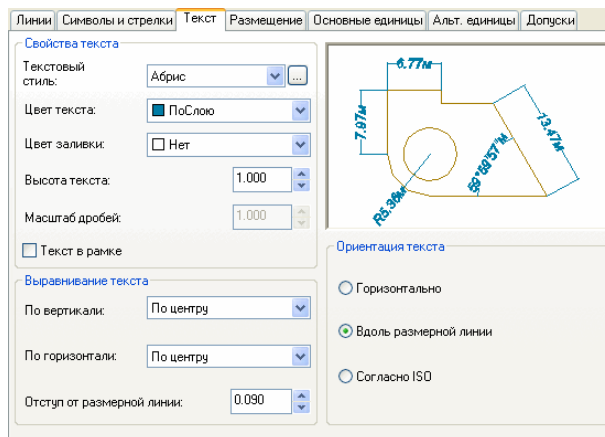 Линии Символы и стрелки Текст Размещение Основные единицы Альт. единицы Допуски
Свойства текста
Текстовый
стиль:
Абрис
...
Цвет текста: ПоСлою
Цвет заливки: Нет
Высота текста: 1.000
Масштаб дробей: 1.000
Текст в рамке
Выравнивание текста
По вертикали: По центру
По горизонтали: По центру
Отступ от размерной линии: 0.090
6.77м
7.97м
13.47м
R5.36м
59°59'57"м
Ориентация текста
Горизонтально
Вдоль размерной линии
Согласно ISO